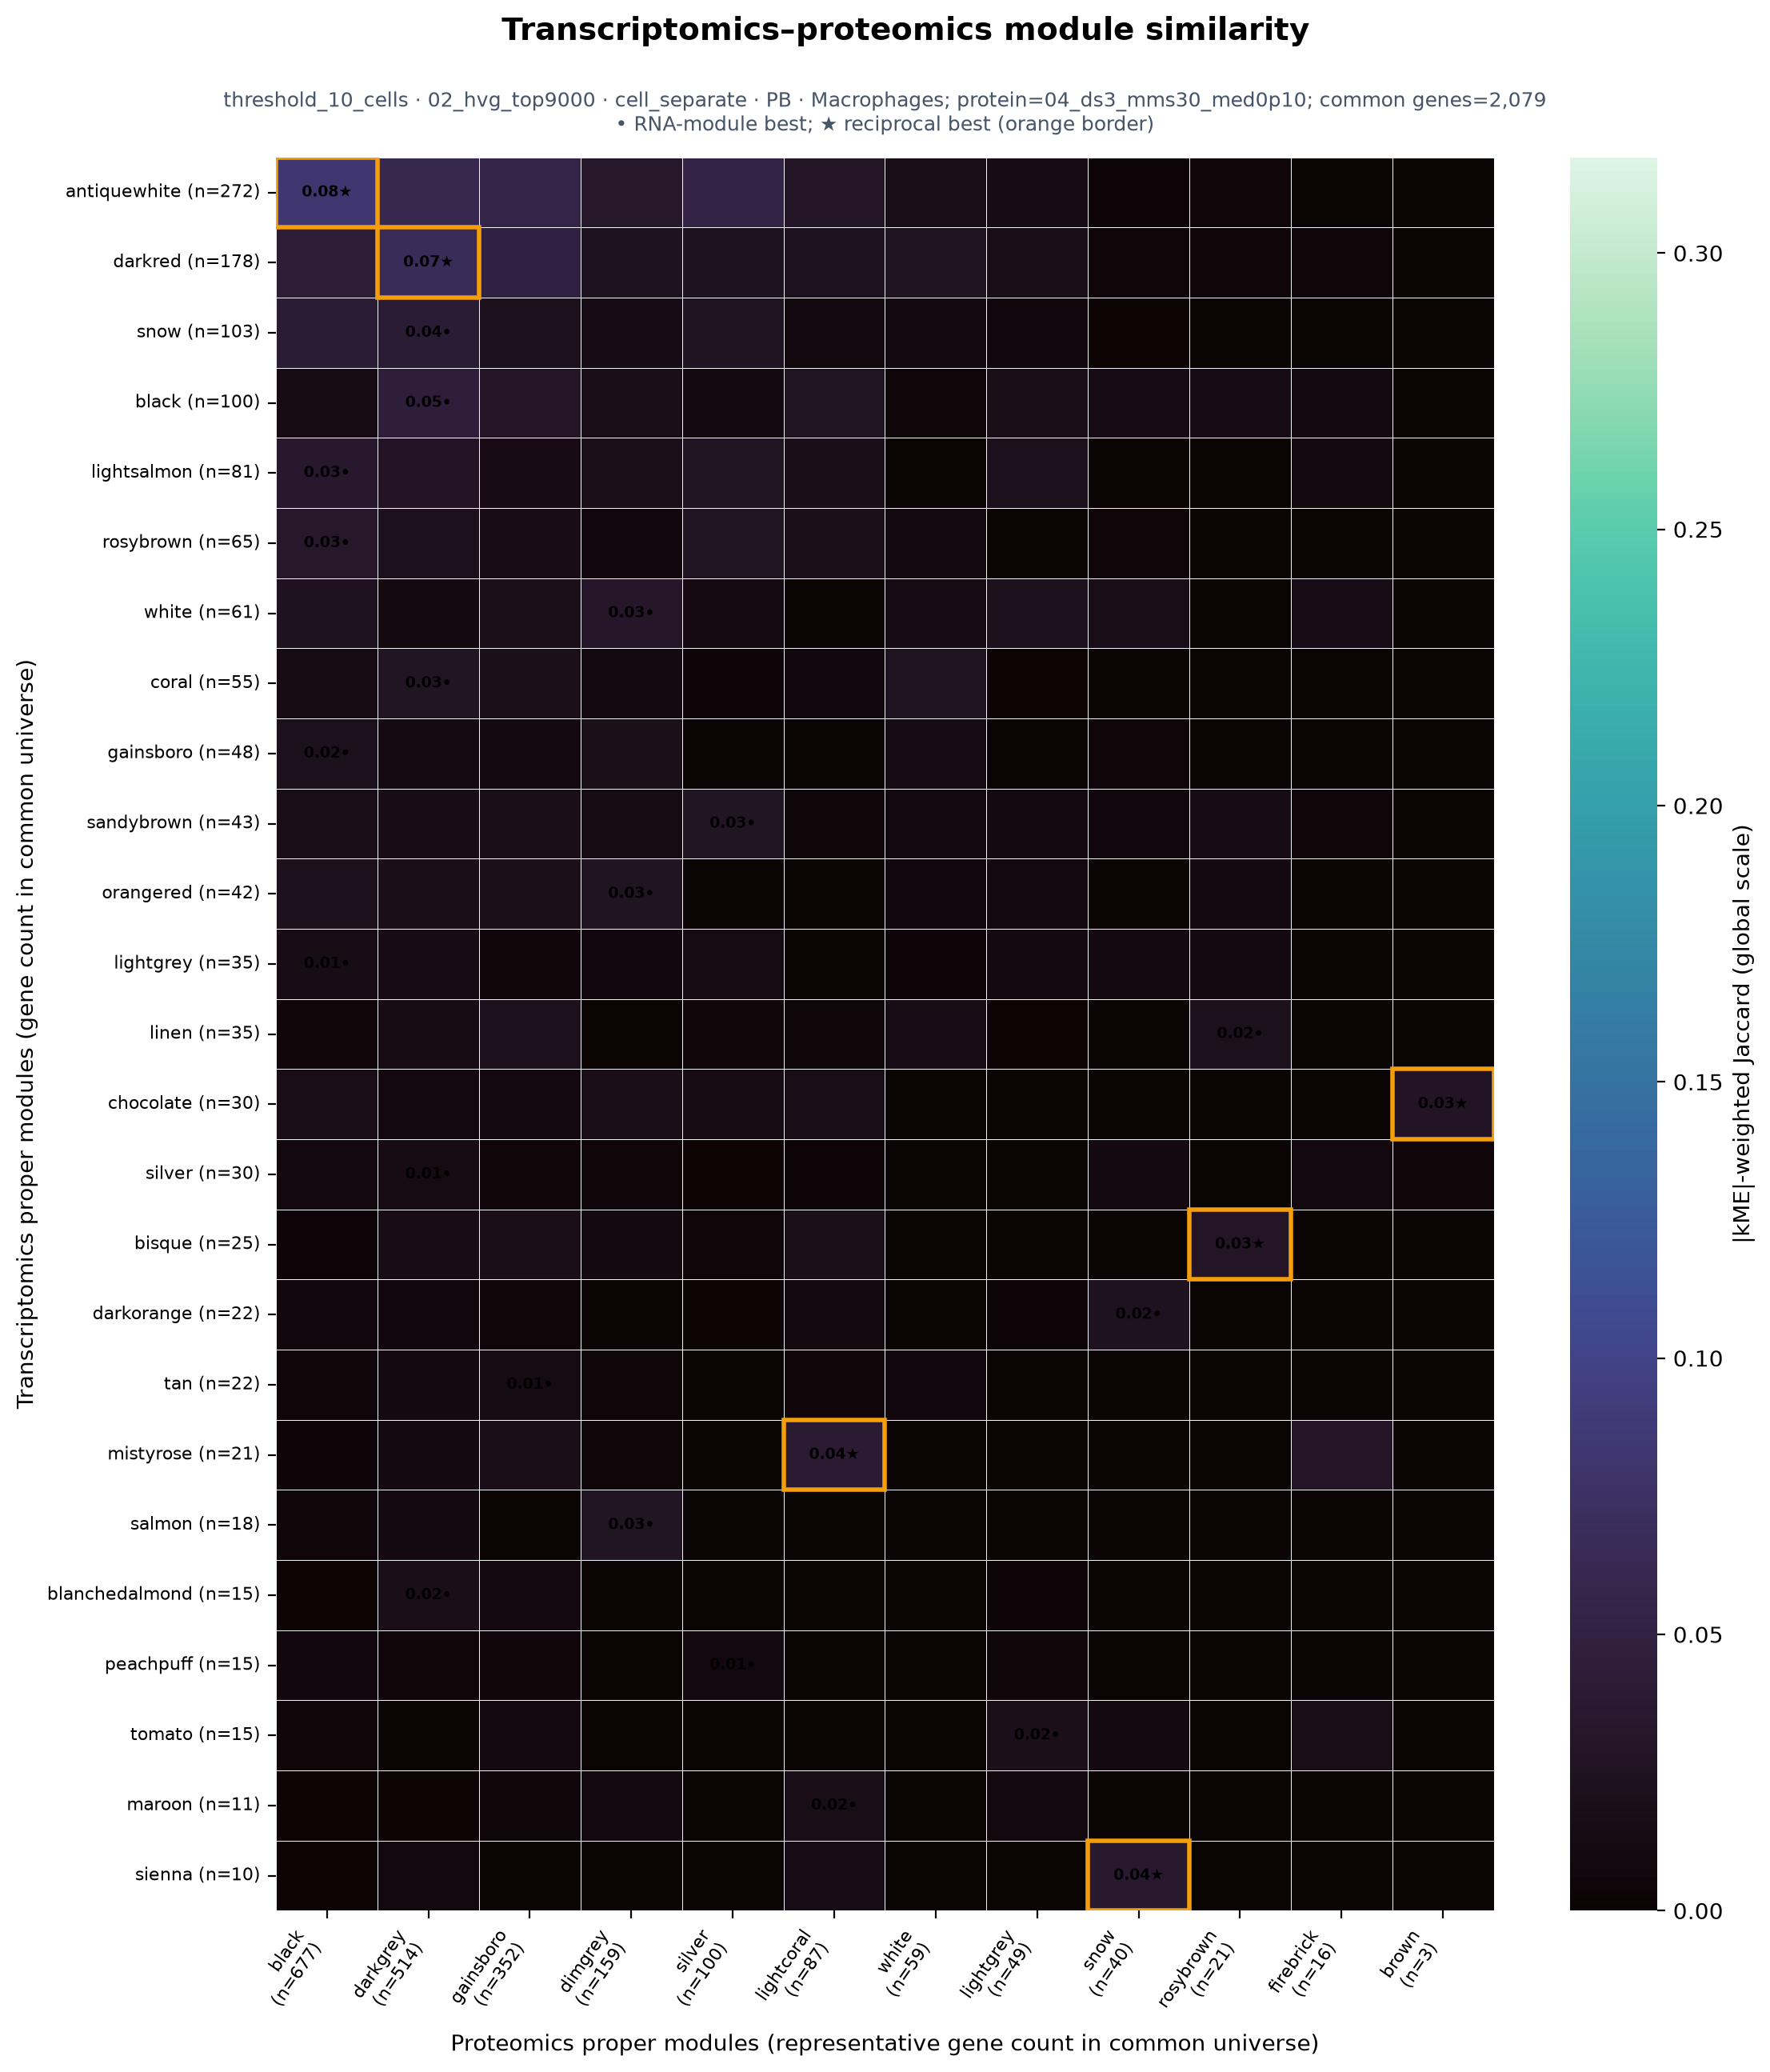 Transcriptomics–proteomics module similarity
threshold_10_cells · 02_hvg_top9000 · cell_separate · PB · Macrophages; protein=04_ds3_mms30_med0p10; common genes=2,079
• RNA-module best; ★ reciprocal best (orange border)
Transcriptomics proper modules (gene count in common universe)
antiquewhite (n=272)
0.08★
darkred (n=178)
0.07★
snow (n=103)
0.04•
black (n=100)
0.05•
lightsalmon (n=81)
0.03•
rosybrown (n=65)
0.03•
white (n=61)
0.03•
coral (n=55)
0.03•
gainsboro (n=48)
0.02•
sandybrown (n=43)
0.03•
orangered (n=42)
0.03•
lightgrey (n=35)
0.01•
linen (n=35)
0.02•
chocolate (n=30)
0.03★
silver (n=30)
0.01•
bisque (n=25)
0.03★
darkorange (n=22)
0.02•
tan (n=22)
0.01•
mistyrose (n=21)
0.04★
salmon (n=18)
0.03•
blanchedalmond (n=15)
0.02•
peachpuff (n=15)
0.01•
tomato (n=15)
0.02•
maroon (n=11)
0.02•
sienna (n=10)
0.04★
black
(n=677)
darkgrey
(n=514)
gainsboro
(n=352)
dimgrey
(n=159)
silver
(n=100)
lightcoral
(n=87)
white
(n=59)
lightgrey
(n=49)
snow
(n=40)
rosybrown
(n=21)
firebrick
(n=16)
brown
(n=3)
Proteomics proper modules (representative gene count in common universe)
0.30
0.25
0.20
0.15
0.10
0.05
0.00
|kME|-weighted Jaccard (global scale)